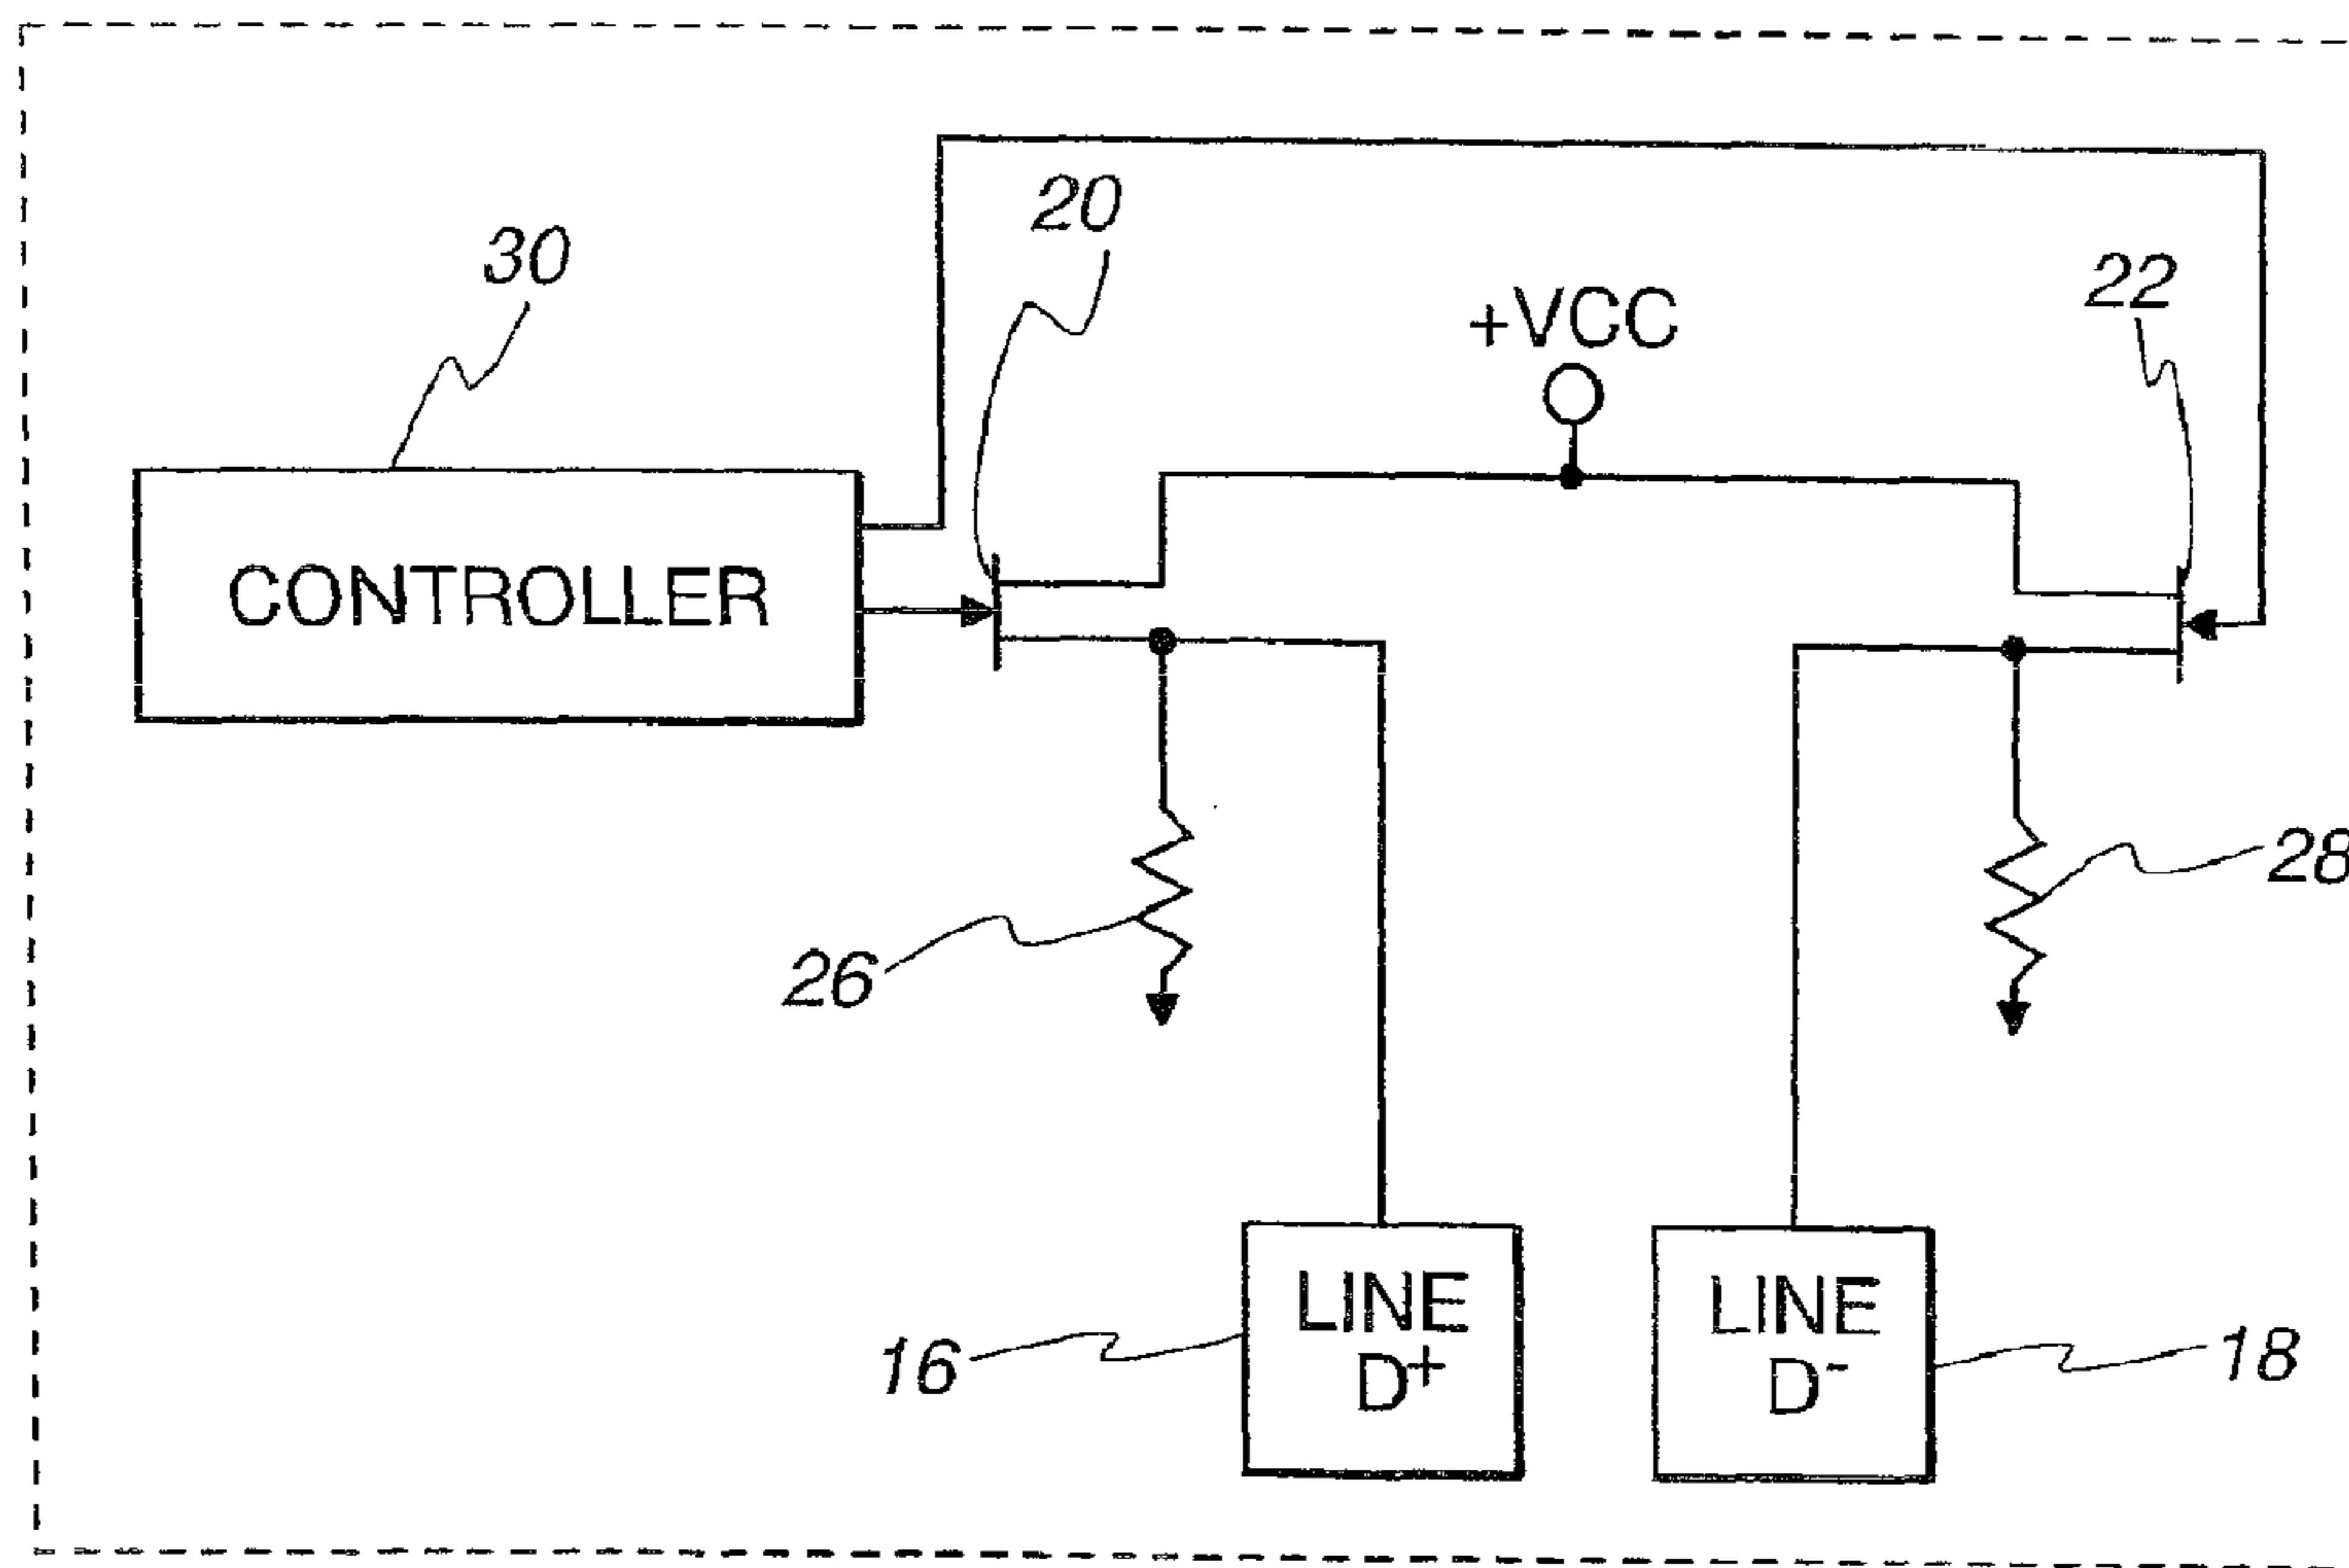 20
30
22
+VCC
CONTROLLER
28
26
LINE
D+
16
LINE
D-
18